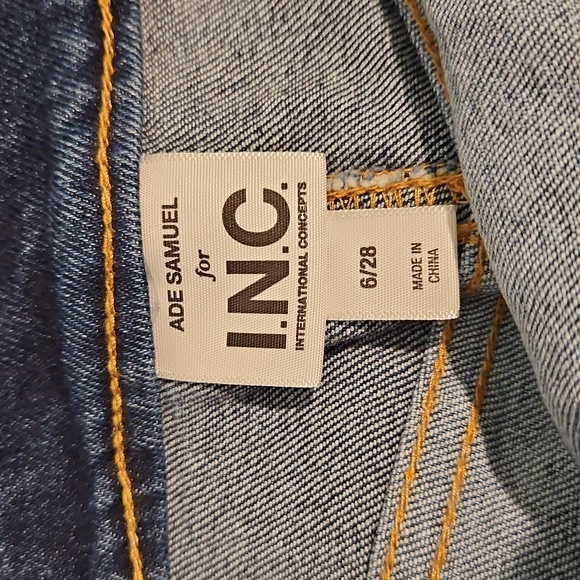 ADE SAMUEL
for
I.N.C.
INTERNATIONAL CONCEPTS
6/28
MADE IN
CHINA